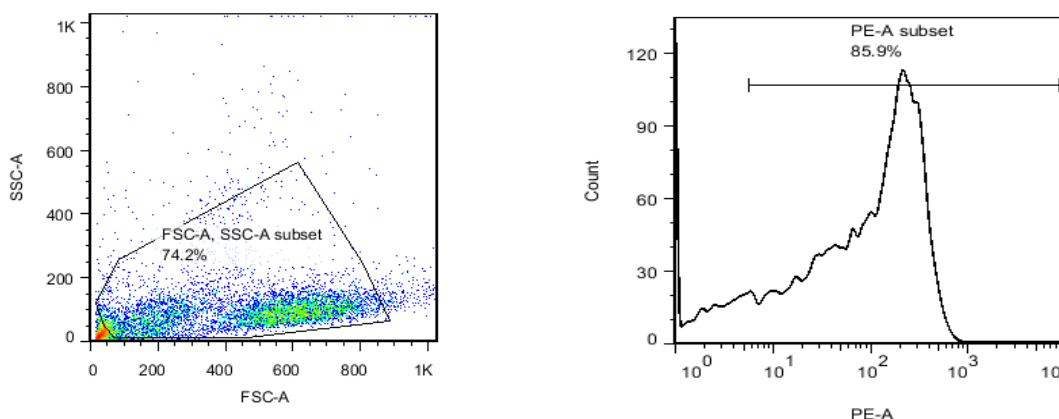 1K
800
600
400
200
0
SSC-A
FSC-A, SSC-A subset
74.2%
0 200 400 600 800 1K
FSC-A
PE-A subset
85.9%
120
90
60
30
0
Count
10^0 10^1 10^2 10^3
PE-A